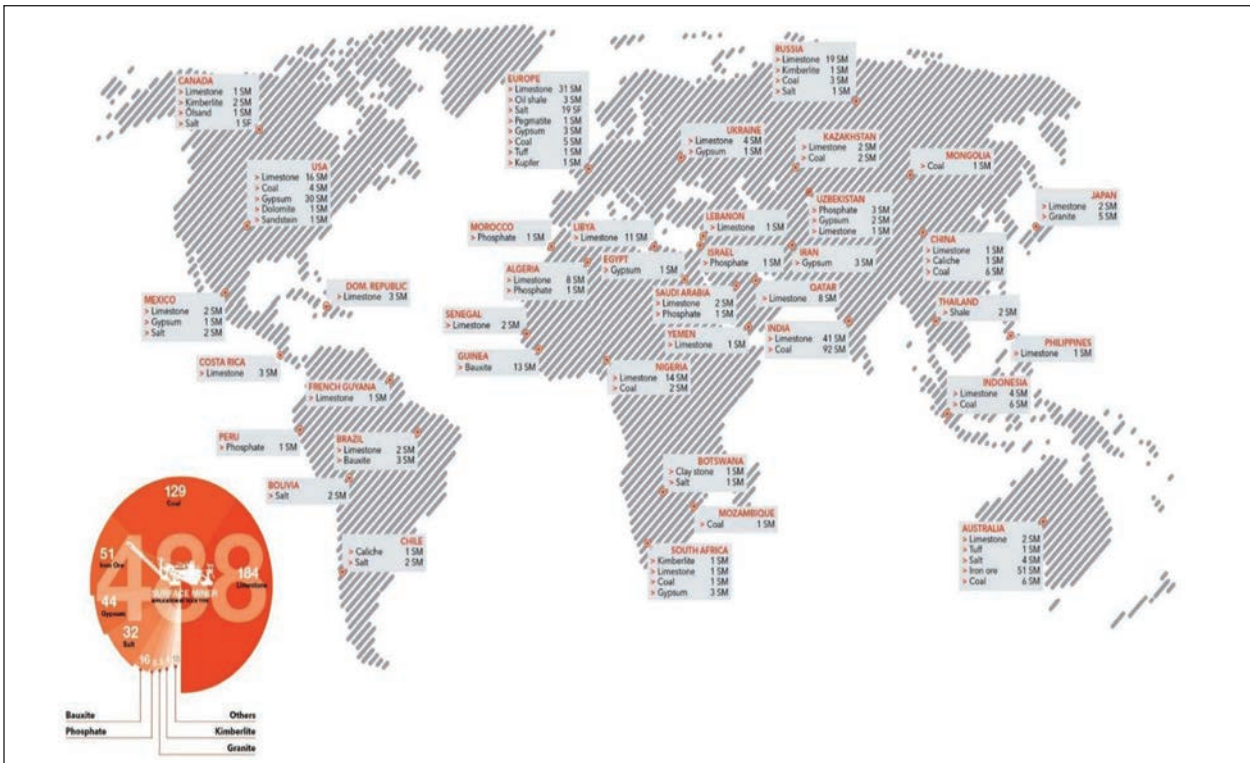 CANADA
> Limestone 1 SM
> Kimberlite 2 SM
> Ölsand 1 SM
> Salt 1 SF
USA
> Limestone 16 SM
> Coal 4 SM
> Gypsum 30 SM
> Dolomite 1 SM
> Sandstein 1 SM
MEXICO
> Limestone 2 SM
> Gypsum 1 SM
> Salt 2 SM
DOM. REPUBLIC
> Limestone 3 SM
COSTA RICA
> Limestone 3 SM
FRENCH GUYANA
> Limestone 1 SM
PERU
> Phosphate 1 SM
BRAZIL
> Limestone 2 SM
> Bauxite 3 SM
BOLIVIA
> Salt 2 SM
CHILE
> Caliche 1 SM
> Salt 2 SM
EUROPE
> Limestone 31 SM
> Oil shale 3 SM
> Salt 19 SF
> Pegmatite 1 SM
> Gypsum 3 SM
> Coal 5 SM
> Tuff 1 SM
> Kupfer 1 SM
RUSSIA
> Limestone 19 SM
> Kimberlite 1 SM
> Coal 3 SM
> Salt 1 SM
UKRAINE
> Limestone 4 SM
> Gypsum 1 SM
KAZAKHSTAN
> Limestone 2 SM
> Coal 2 SM
MONGOLIA
> Coal 1 SM
UZBEKISTAN
> Phosphate 3 SM
> Gypsum 2 SM
> Limestone 1 SM
JAPAN
> Limestone 2 SM
> Granite 5 SM
MOROCCO
> Phosphate 1 SM
LIBYA
> Limestone 11 SM
LEBANON
> Limestone 1 SM
ALGERIA
> Limestone 8 SM
> Phosphate 1 SM
EGYPT
> Gypsum 1 SM
ISRAEL
> Phosphate 1 SM
IRAN
> Gypsum 3 SM
CHINA
> Limestone 1 SM
> Caliche 1 SM
> Coal 6 SM
SAUDI ARABIA
> Limestone 2 SM
> Phosphate 1 SM
QATAR
> Limestone 8 SM
SENEGAL
> Limestone 2 SM
YEMEN
> Limestone 1 SM
INDIA
> Limestone 41 SM
> Coal 92 SM
THAILAND
> Shale 2 SM
PHILIPPINES
> Limestone 1 SM
GUINEA
> Bauxite 13 SM
NIGERIA
> Limestone 14 SM
> Coal 2 SM
INDONESIA
> Limestone 4 SM
> Coal 6 SM
BOTSWANA
> Clay stone 1 SM
> Salt 1 SM
MOZAMBIQUE
> Coal 1 SM
SOUTH AFRICA
> Kimberlite 1 SM
> Limestone 1 SM
> Coal 1 SM
> Gypsum 3 SM
AUSTRALIA
> Limestone 2 SM
> Tuff 1 SM
> Salt 4 SM
> Iron ore 51 SM
> Coal 6 SM
129
Coal
51
Iron Ore
488
184
Limestone
SURFACE MINER
44
Gypsum
32
Salt
16
Bauxite
Others
Phosphate
Kimberlite
Granite